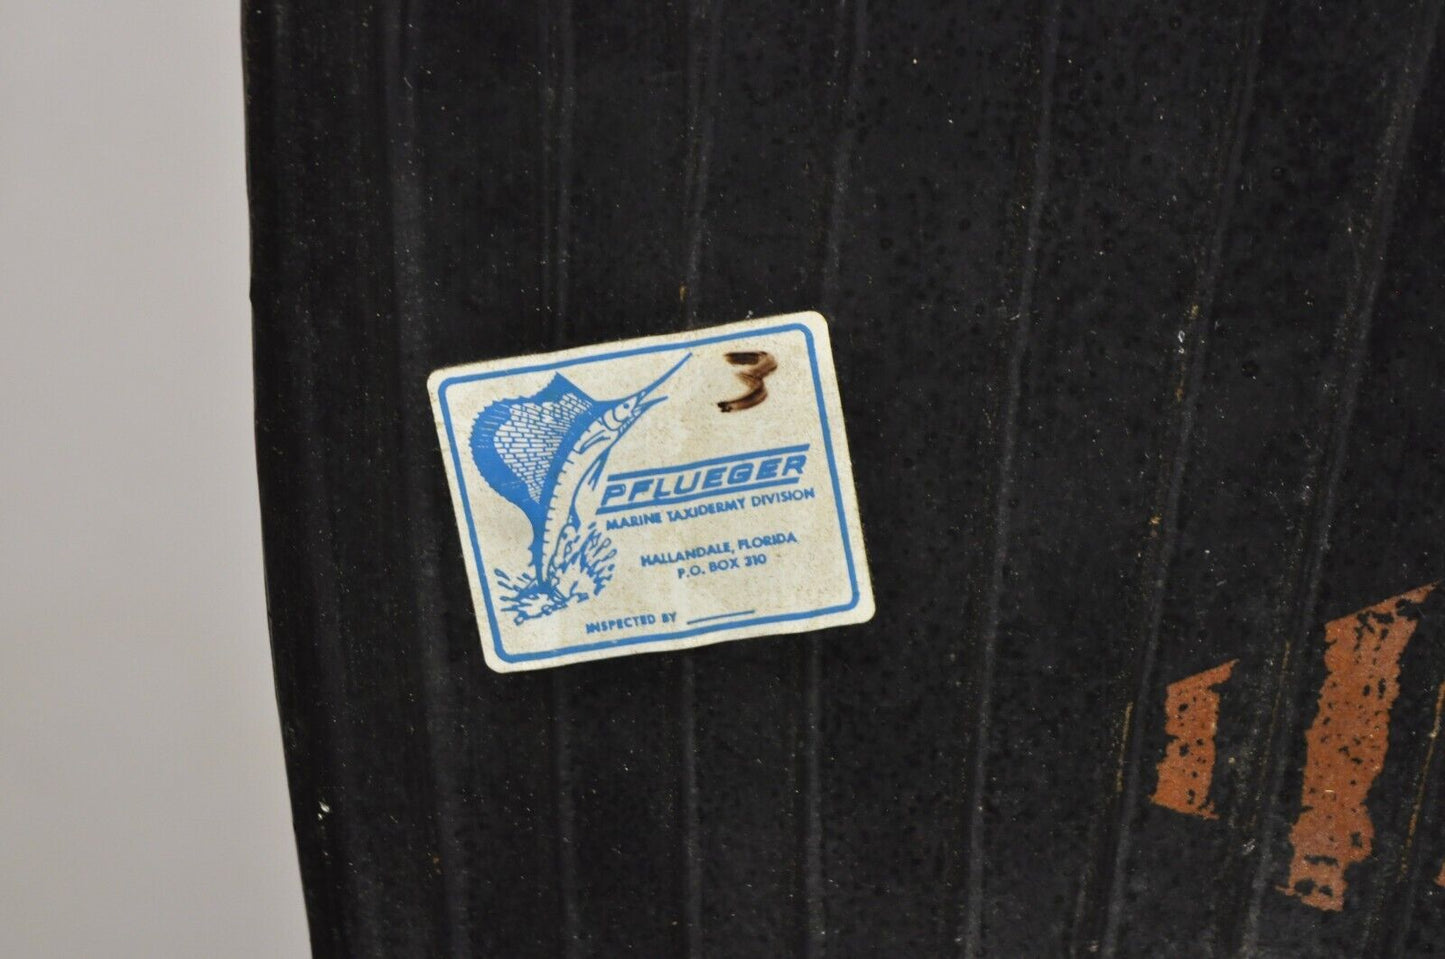 3
PFLUEGER
MARINE TAXIDERMY DIVISION
HALLANDALE, FLORIDA
P.O. BOX 310
INSPECTED BY